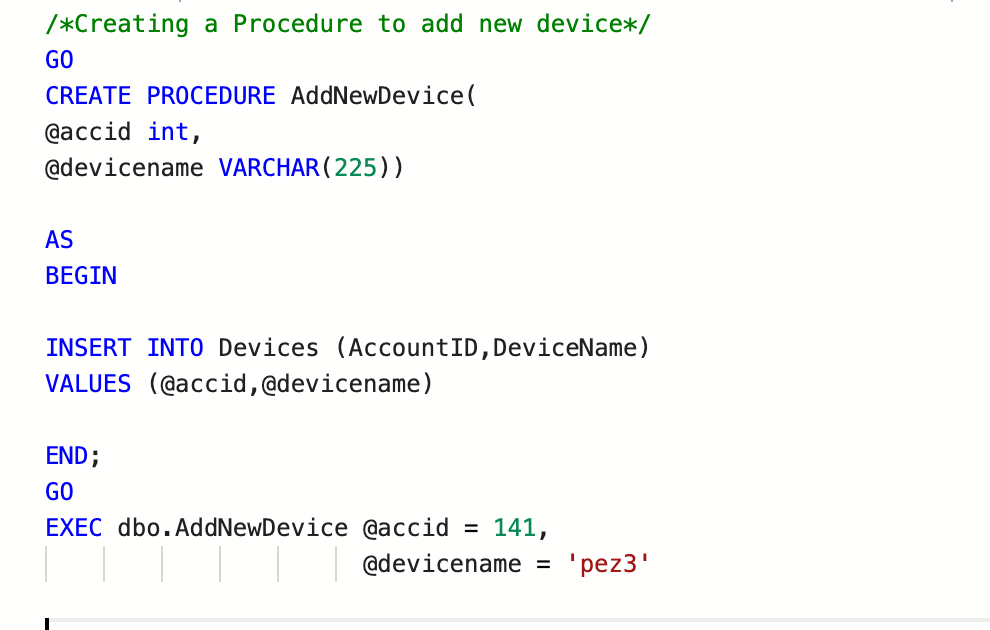 /*Creating a Procedure to add new device*/
GO
CREATE PROCEDURE AddNewDevice(
@accid int,
@devicename VARCHAR(225))
AS
BEGIN
INSERT INTO Devices (AccountID,DeviceName)
VALUES (@accid,@devicename)
END;
GO
EXEC dbo.AddNewDevice @accid = 141,
@devicename = 'pez3'